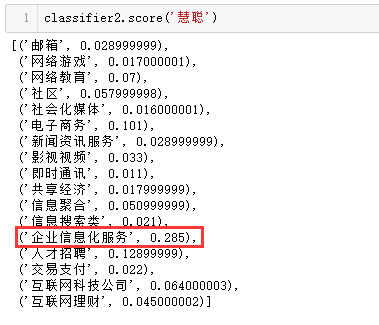 1 classifier2.score('慧聪')
[('邮箱', 0.028999999),
('网络游戏', 0.017000001),
('网络教育', 0.07),
('社区', 0.057999998),
('社会化媒体', 0.016000001),
('电子商务', 0.101),
('新闻资讯服务', 0.028999999),
('影视视频', 0.033),
('即时通讯', 0.011),
('共享经济', 0.017999999),
('信息聚合', 0.050999999),
('信息搜索类', 0.021),
('企业信息化服务', 0.285),
('人才招聘', 0.12899999),
('交易支付', 0.022),
('互联网科技公司', 0.064000003),
('互联网理财', 0.045000002)]